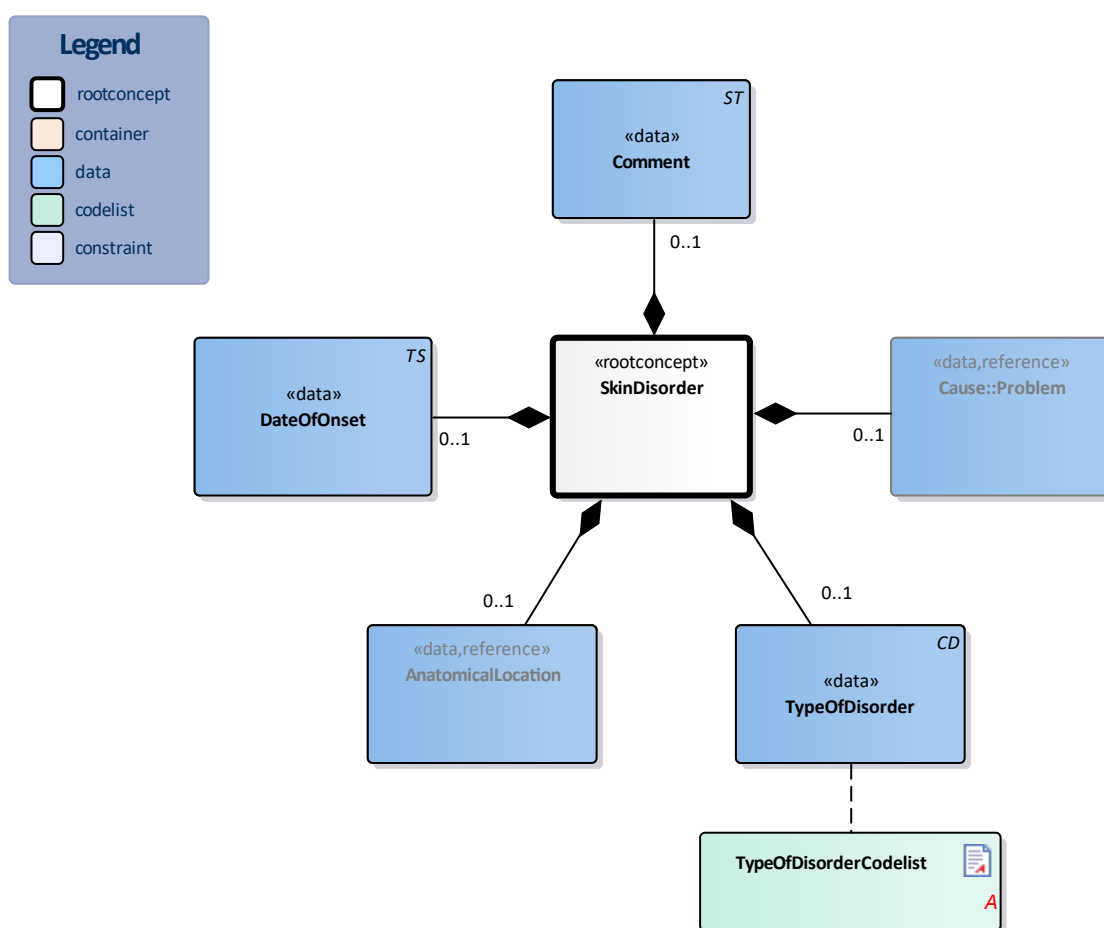 Legend
rootconcept
container
data
codelist
constraint
ST
«data»
Comment
0..1
TS
«data»
DateOfOnset
0..1
«rootconcept»
SkinDisorder
«data,reference»
Cause::Problem
0..1
0..1
0..1
«data,reference»
AnatomicalLocation
CD
«data»
TypeOfDisorder
TypeOfDisorderCodelist
A